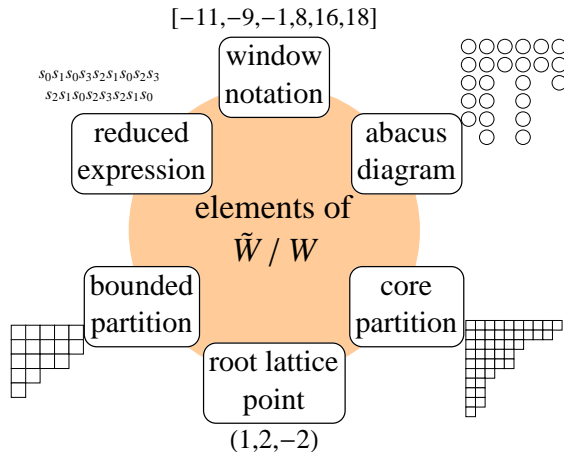 [−11,−9,−1,8,16,18]
window
notation
s₀s₁s₀s₃s₂s₁s₀s₂s₃
s₂s₁s₀s₂s₃s₂s₁s₀
reduced
expression
abacus
diagram
elements of
W̃ / W
bounded
partition
core
partition
root lattice
point
(1,2,−2)